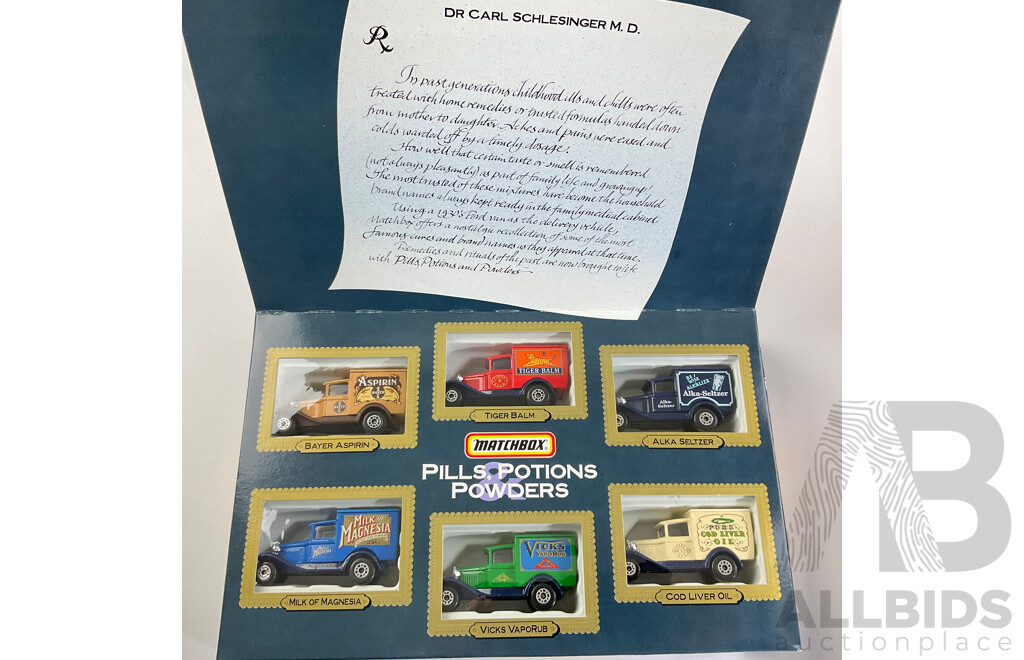 DR CARL SCHLESINGER M. D.
Rx
In past generations childhood ills and chills were often
treated with home remedies or trusted formulas handed down
from mother to daughter. Aches and pains were eased and
colds warded off by a timely dosage.
How well that certain taste or smell is remembered
(not always pleasantly) as part of family life and growing up!
The most trusted of these mixtures have become the household
brand names always kept ready in the family medical cabinet
Using a 1930s Ford van as the delivery vehicle,
Matchbox offers a nostalgic recollection of some of the most
famous cures and brand names as they appeared at that time.
Remedies and rituals of the past are now brought to life
with Pills, Potions and Powders
ASPIRIN
BAYER ASPIRIN
TIGER BALM
TIGER BALM
ALKALIZE
Alka-Seltzer
Alka-
Seltzer
ALKA SELTZER
MATCHBOX
PILLS, POTIONS
&
POWDERS
MILK OF
MAGNESIA
MILK OF MAGNESIA
VICKS
VAPORUB
VICKS VAPORUB
PURE
COD LIVER
OIL
COD LIVER OIL
AB
ALLBIDS
auctionplace